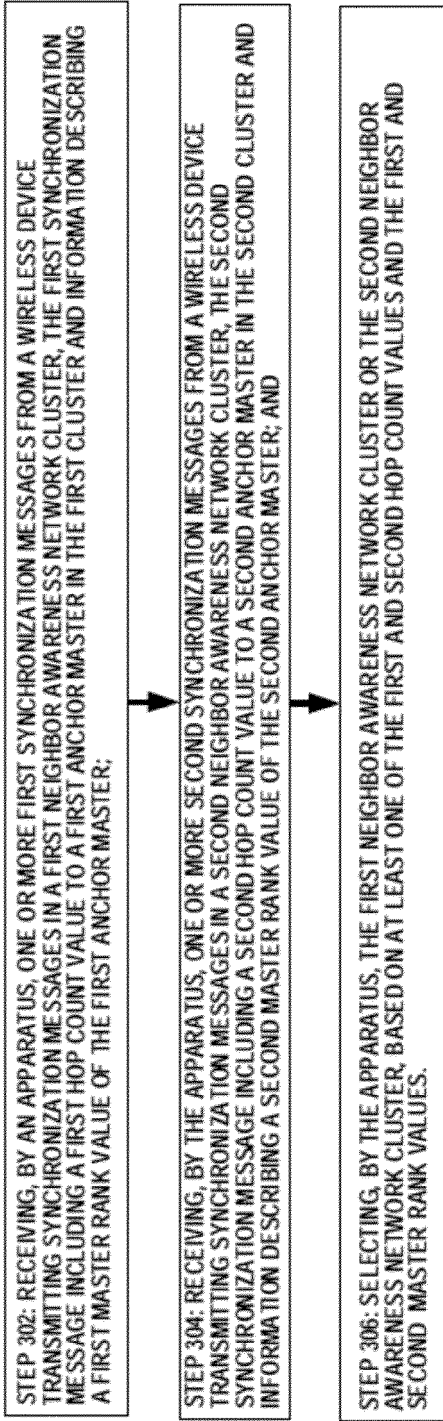 STEP 302: RECEIVING, BY AN APPARATUS, ONE OR MORE FIRST SYNCHRONIZATION MESSAGES FROM A WIRELESS DEVICE
TRANSMITTING SYNCHRONIZATION MESSAGES IN A FIRST NEIGHBOR AWARENESS NETWORK CLUSTER, THE FIRST SYNCHRONIZATION
MESSAGE INCLUDING A FIRST HOP COUNT VALUE TO A FIRST ANCHOR MASTER IN THE FIRST CLUSTER AND INFORMATION DESCRIBING
A FIRST MASTER RANK VALUE OF THE FIRST ANCHOR MASTER;
STEP 304: RECEIVING, BY THE APPARATUS, ONE OR MORE SECOND SYNCHRONIZATION MESSAGES FROM A WIRELESS DEVICE
TRANSMITTING SYNCHRONIZATION MESSAGES IN A SECOND NEIGHBOR AWARENESS NETWORK CLUSTER, THE SECOND
SYNCHRONIZATION MESSAGE INCLUDING A SECOND HOP COUNT VALUE TO A SECOND ANCHOR MASTER IN THE SECOND CLUSTER AND
INFORMATION DESCRIBING A SECOND MASTER RANK VALUE OF THE SECOND ANCHOR MASTER; AND
STEP 306: SELECTING, BY THE APPARATUS, THE FIRST NEIGHBOR AWARENESS NETWORK CLUSTER OR THE SECOND NEIGHBOR
AWARENESS NETWORK CLUSTER, BASED ON AT LEAST ONE OF THE FIRST AND SECOND HOP COUNT VALUES AND THE FIRST AND
SECOND MASTER RANK VALUES.